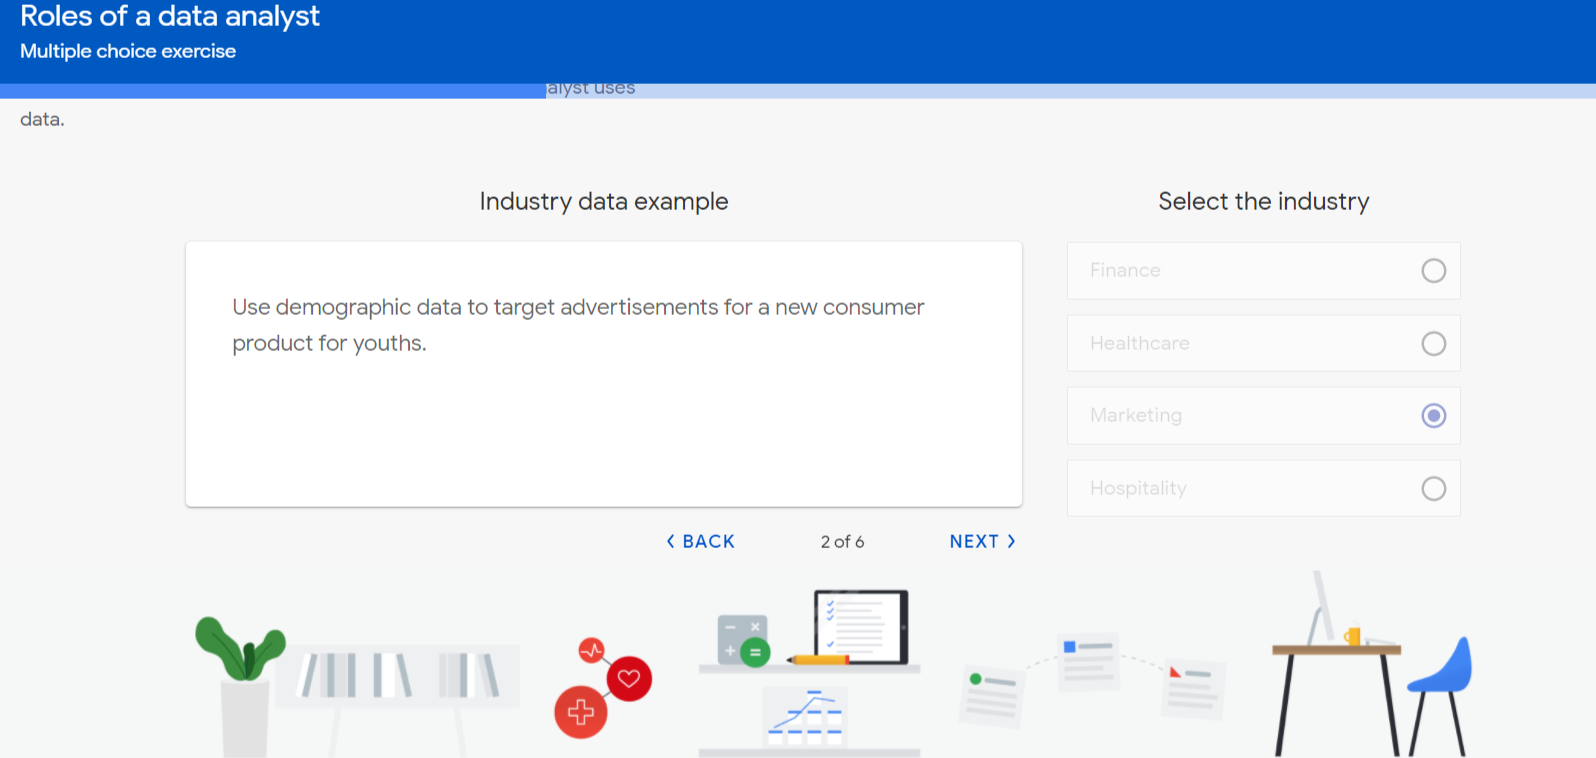 Roles of a data analyst
Multiple choice exercise
alyst uses
data.
Industry data example
Select the industry
Use demographic data to target advertisements for a new consumer
product for youths.
Finance
Healthcare
Marketing
Hospitality
BACK
2 of 6
NEXT